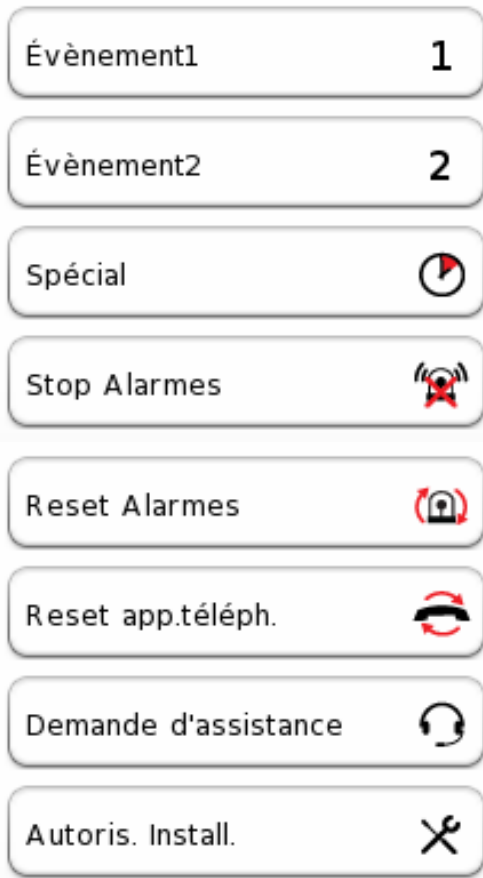 Évènement1 1
Évènement2 2
Spécial
Stop Alarmes
Reset Alarmes
Reset app.téléph.
Demande d'assistance
Autoris. Install.